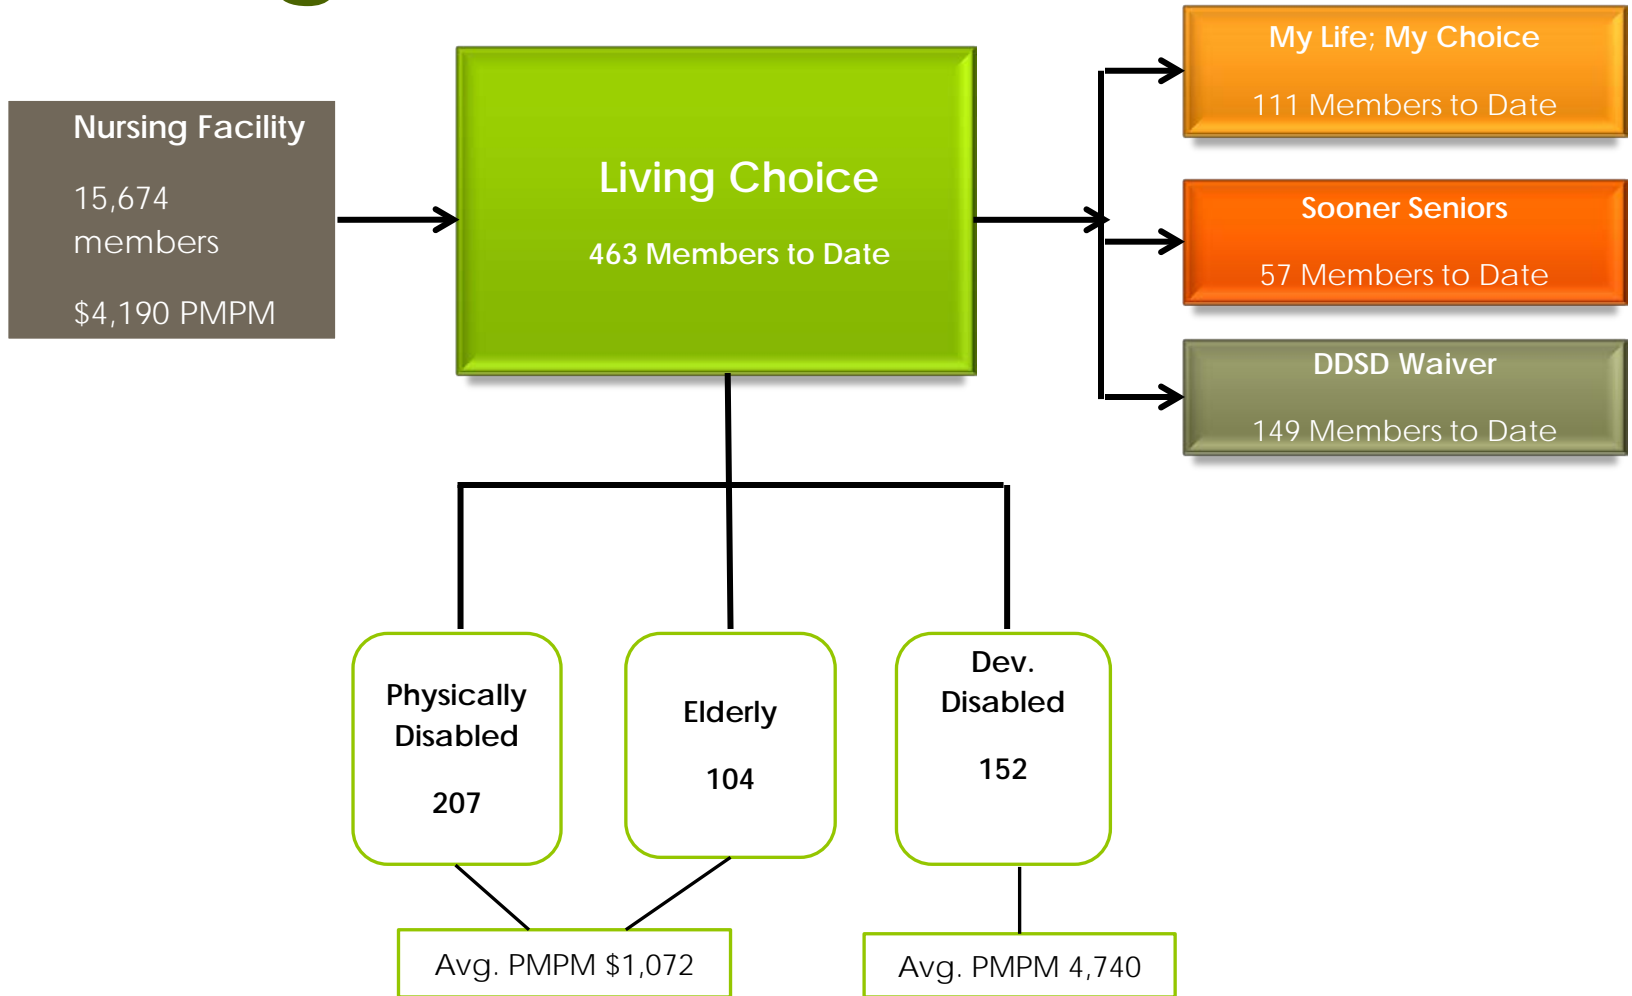 Nursing Facility
15,674
members
$4,190 PMPM
Living Choice
463 Members to Date
My Life; My Choice
111 Members to Date
Sooner Seniors
57 Members to Date
DDSD Waiver
149 Members to Date
Physically
Disabled
207
Elderly
104
Dev.
Disabled
152
Avg. PMPM $1,072
Avg. PMPM 4,740